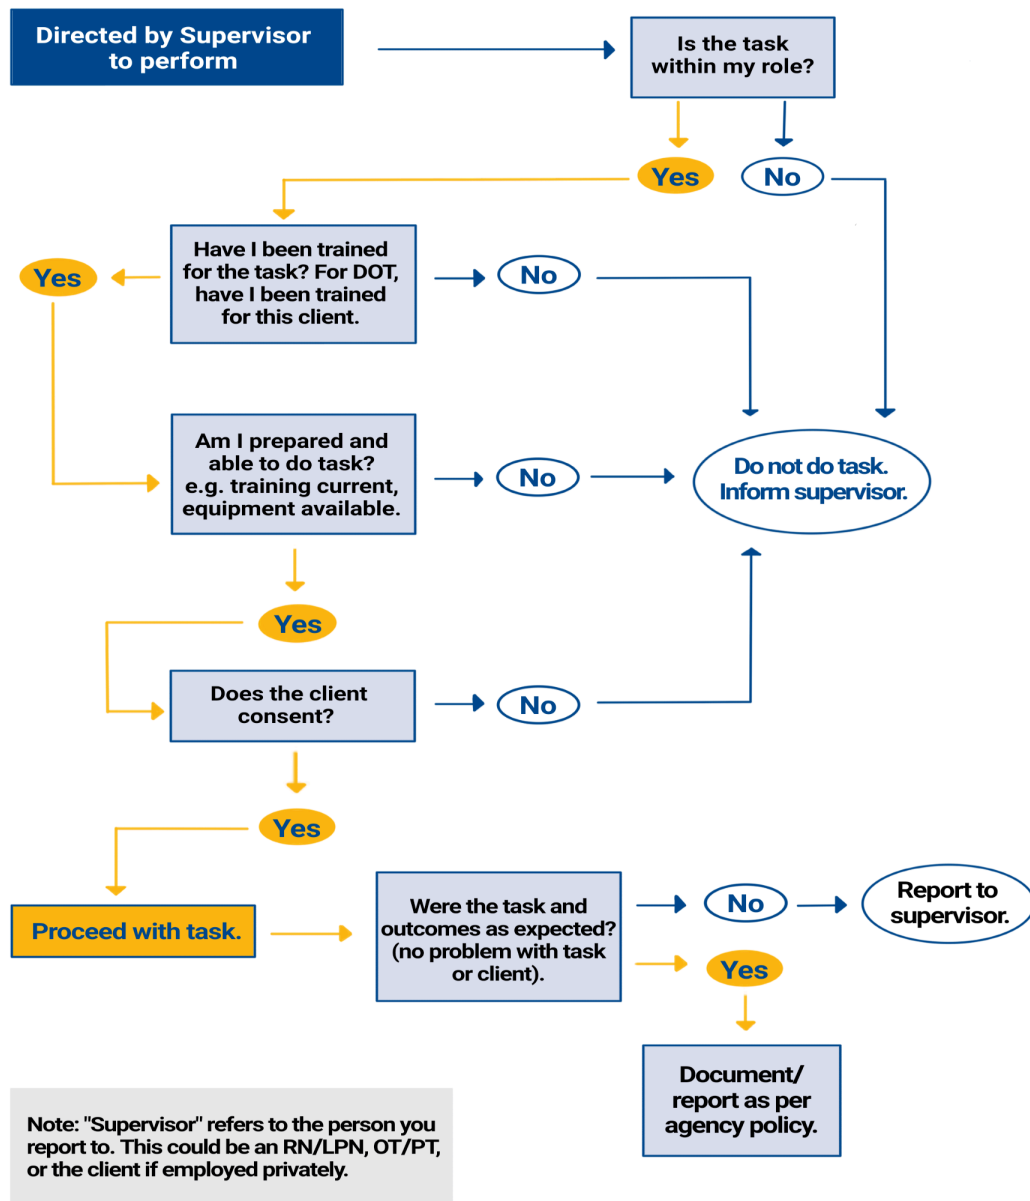 Directed by Supervisor
to perform
Is the task
within my role?
Yes
No
Have I been trained
for the task? For DOT,
have I been trained
for this client.
Yes
No
Am I prepared and
able to do task?
e.g. training current,
equipment available.
No
Do not do task.
Inform supervisor.
Yes
Does the client
consent?
No
Yes
Proceed with task.
Were the task and
outcomes as expected?
(no problem with task
or client).
No
Report to
supervisor.
Yes
Document/
report as per
agency policy.
Note: "Supervisor" refers to the person you
report to. This could be an RN/LPN, OT/PT,
or the client if employed privately.